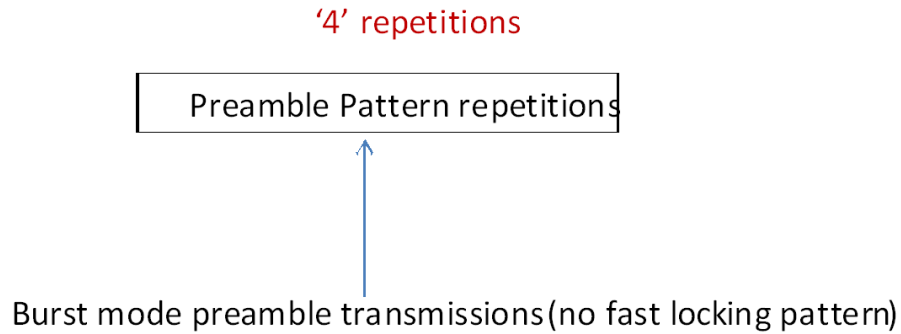 ‘4’ repetitions
Preamble Pattern repetitions
Burst mode preamble transmissions(no fast locking pattern)